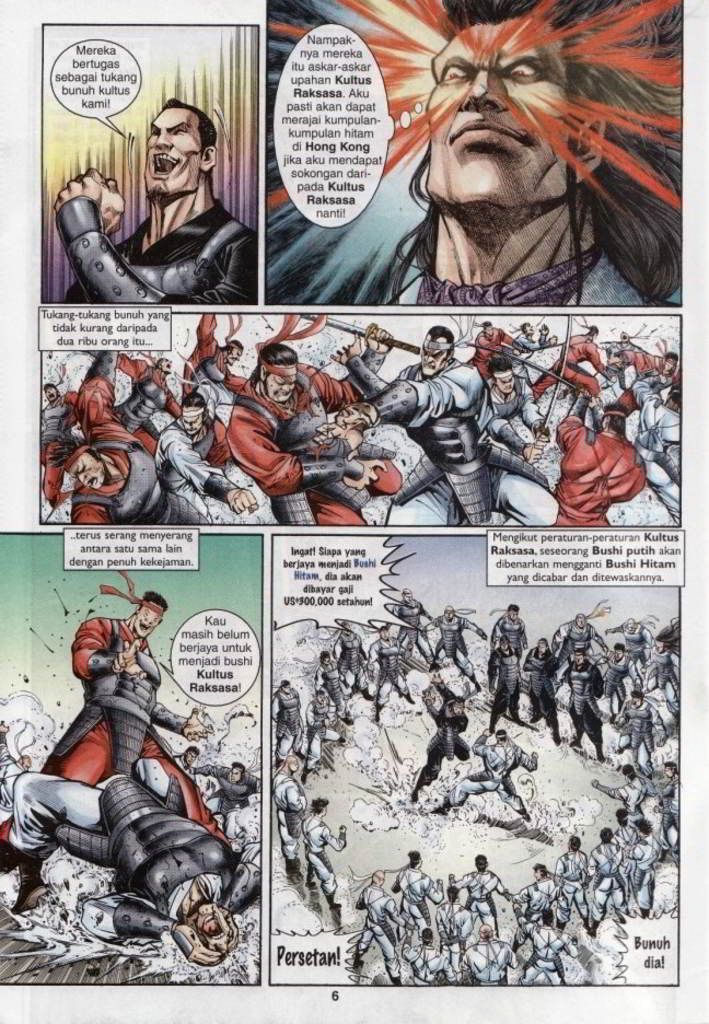 Mereka
bertugas
sebagai tukang
bunuh kultus
kami!
Nampak-
nya mereka
itu askar-askar
upahan Kultus
Raksasa. Aku
pasti akan dapat
merajai kumpulan-
kumpulan hitam
di Hong Kong
jika aku mendapat
sokongan dari-
pada Kultus
Raksasa
nanti!
Tukang-tukang bunuh yang
tidak kurang daripada
dua ribu orang itu...
..terus serang menyerang
antara satu sama lain
dengan penuh kekejaman.
Kau
masih belum
berjaya untuk
menjadi bushi
Kultus
Raksasa!
Ingat! Siapa yang
berjaya menjadi Bushi
Hitam, dia akan
dibayar gaji
US$300,000 setahun!
Mengikut peraturan-peraturan Kultus
Raksasa, seseorang Bushi putih akan
dibenarkan mengganti Bushi Hitam
yang dicabar dan ditewaskannya.
Persetan!
Bunuh
dia!
6